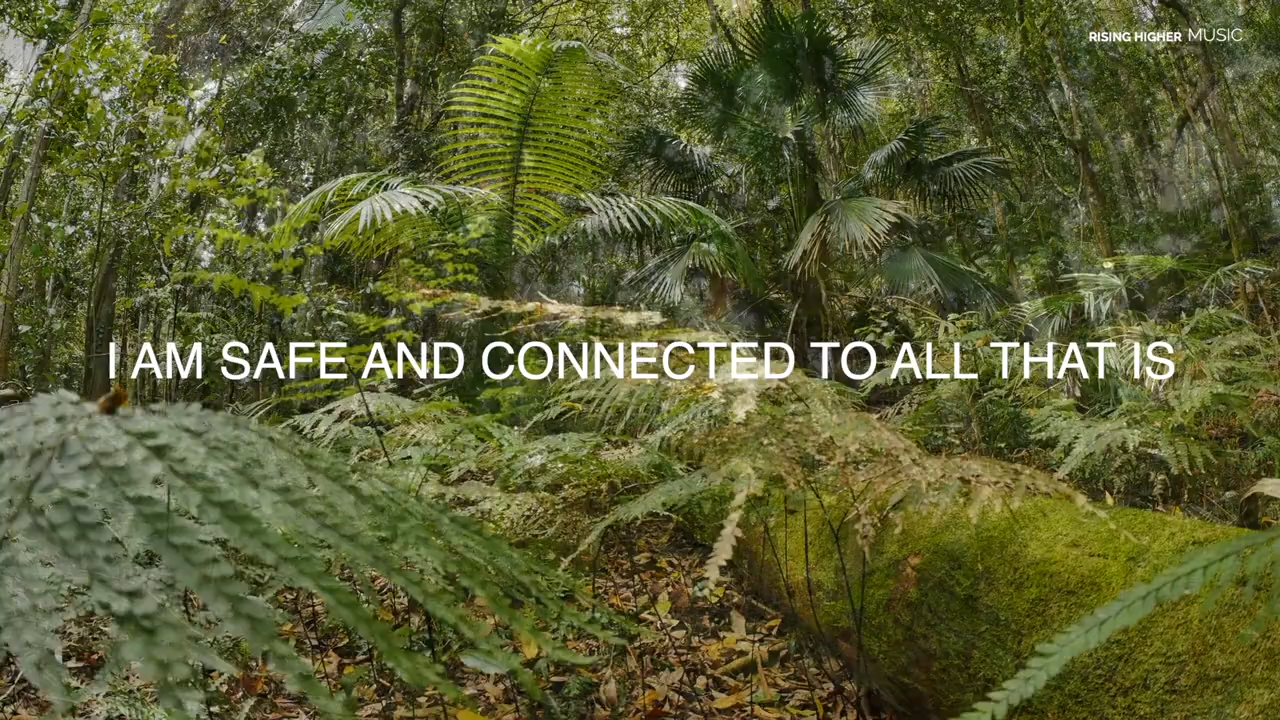 RISING HIGHER MUSIC
I AM SAFE AND CONNECTED TO ALL THAT IS